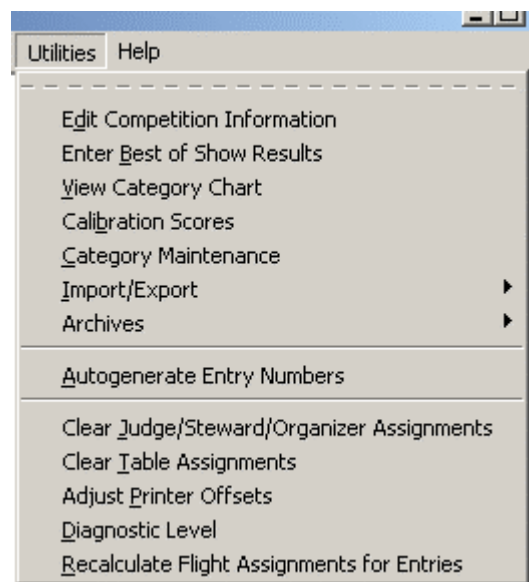 Utilities Help
Edit Competition Information
Enter Best of Show Results
View Category Chart
Calibration Scores
Category Maintenance
Import/Export
Archives
Autogenerate Entry Numbers
Clear Judge/Steward/Organizer Assignments
Clear Table Assignments
Adjust Printer Offsets
Diagnostic Level
Recalculate Flight Assignments for Entries